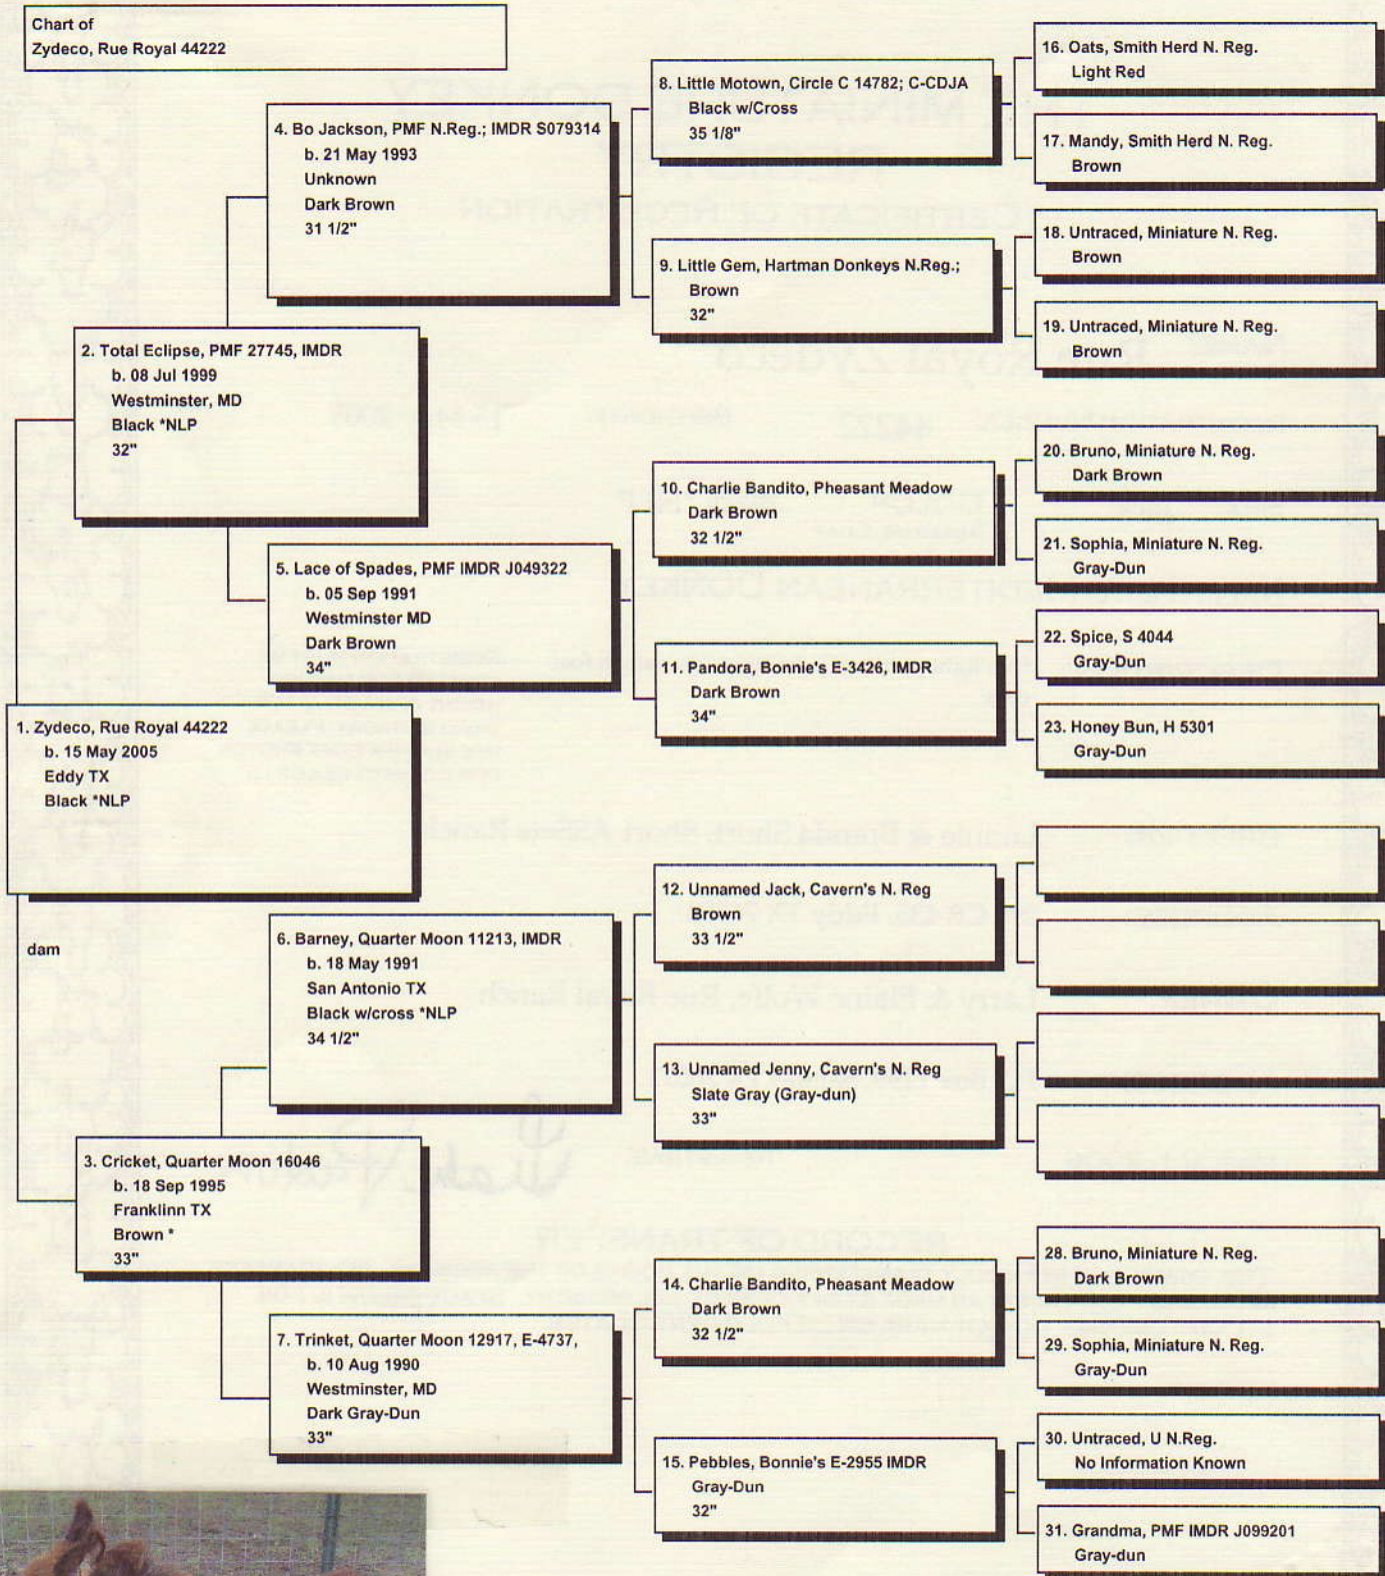 Chart of
Zydeco, Rue Royal 44222
1. Zydeco, Rue Royal 44222
b. 15 May 2005
Eddy TX
Black *NLP
dam
2. Total Eclipse, PMF 27745, IMDR
b. 08 Jul 1999
Westminster, MD
Black *NLP
32"
3. Cricket, Quarter Moon 16046
b. 18 Sep 1995
Franklinn TX
Brown *
33"
4. Bo Jackson, PMF N.Reg.; IMDR S079314
b. 21 May 1993
Unknown
Dark Brown
31 1/2"
5. Lace of Spades, PMF IMDR J049322
b. 05 Sep 1991
Westminster MD
Dark Brown
34"
6. Barney, Quarter Moon 11213, IMDR
b. 18 May 1991
San Antonio TX
Black w/cross *NLP
34 1/2"
7. Trinket, Quarter Moon 12917, E-4737,
b. 10 Aug 1990
Westminster, MD
Dark Gray-Dun
33"
8. Little Motown, Circle C 14782; C-CDJA
Black w/Cross
35 1/8"
9. Little Gem, Hartman Donkeys N.Reg.;
Brown
32"
10. Charlie Bandito, Pheasant Meadow
Dark Brown
32 1/2"
11. Pandora, Bonnie's E-3426, IMDR
Dark Brown
34"
12. Unnamed Jack, Cavern's N. Reg
Brown
33 1/2"
13. Unnamed Jenny, Cavern's N. Reg
Slate Gray (Gray-dun)
33"
14. Charlie Bandito, Pheasant Meadow
Dark Brown
32 1/2"
15. Pebbles, Bonnie's E-2955 IMDR
Gray-Dun
32"
16. Oats, Smith Herd N. Reg.
Light Red
17. Mandy, Smith Herd N. Reg.
Brown
18. Untraced, Miniature N. Reg.
Brown
19. Untraced, Miniature N. Reg.
Brown
20. Bruno, Miniature N. Reg.
Dark Brown
21. Sophia, Miniature N. Reg.
Gray-Dun
22. Spice, S 4044
Gray-Dun
23. Honey Bun, H 5301
Gray-Dun
28. Bruno, Miniature N. Reg.
Dark Brown
29. Sophia, Miniature N. Reg.
Gray-Dun
30. Untraced, U N.Reg.
No Information Known
31. Grandma, PMF IMDR J099201
Gray-dun